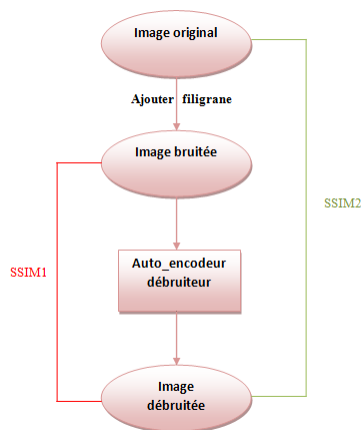 Image original
Ajouter filigrane
Image bruitée
SSIM2
Auto_encodeur
débruiteur
SSIM1
Image
débruitée